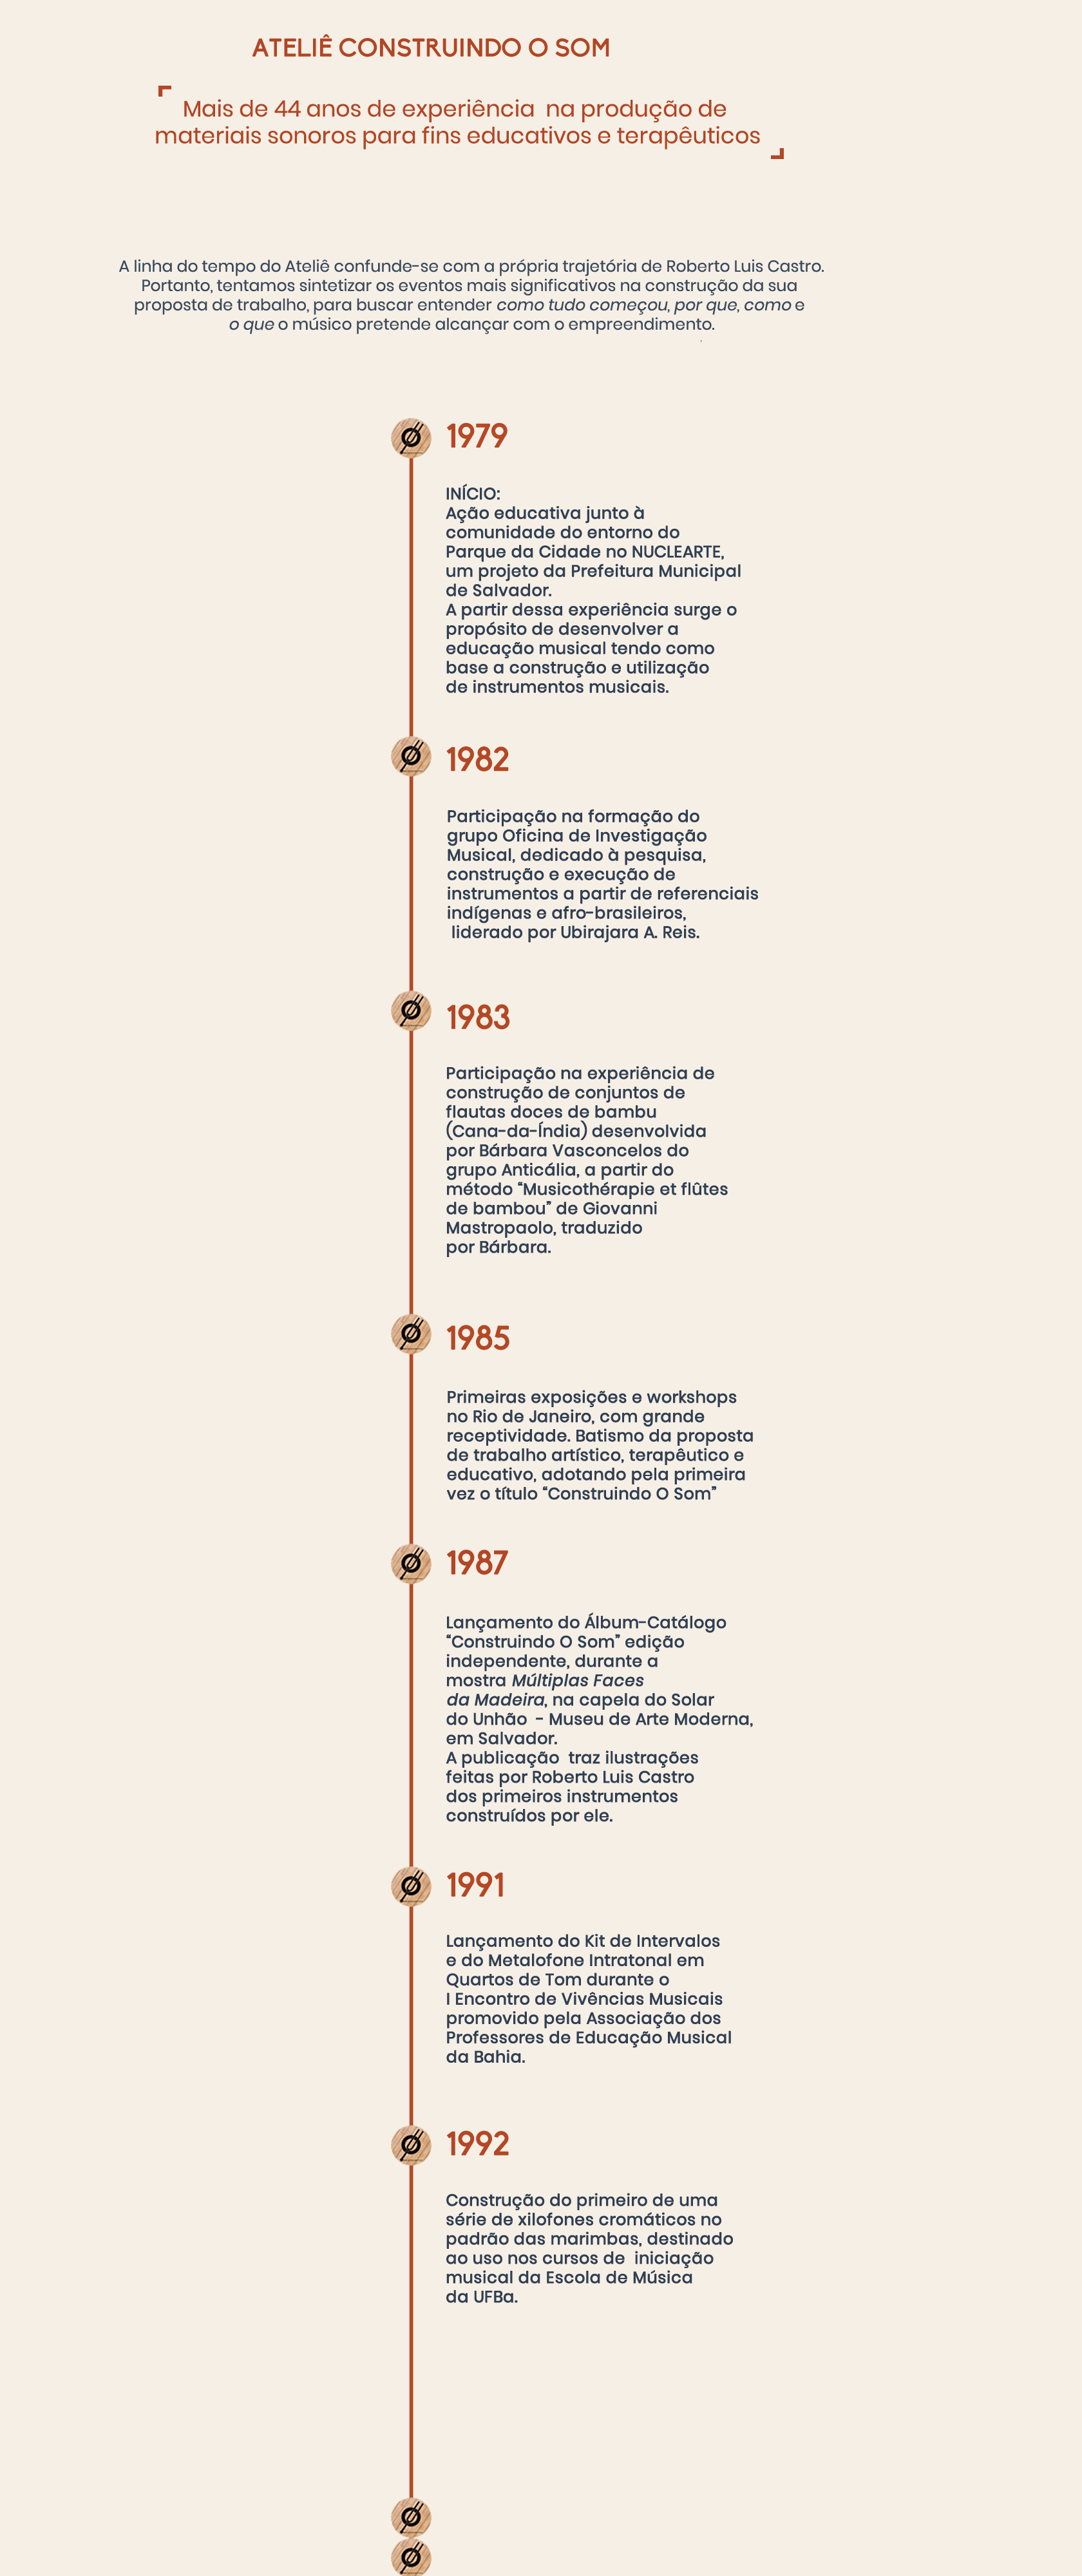 ATELIÊ CONSTRUINDO O SOM
Mais de 44 anos de experiência na produção de
materiais sonoros para fins educativos e terapêuticos
A linha do tempo do Ateliê confunde-se com a própria trajetória de Roberto Luis Castro.
Portanto, tentamos sintetizar os eventos mais significativos na construção da sua
proposta de trabalho, para buscar entender como tudo começou, por que, como e
o que o músico pretende alcançar com o empreendimento.
1979
INÍCIO:
Ação educativa junto à
comunidade do entorno do
Parque da Cidade no NUCLEARTE,
um projeto da Prefeitura Municipal
de Salvador.
A partir dessa experiência surge o
propósito de desenvolver a
educação musical tendo como
base a construção e utilização
de instrumentos musicais.
1982
Participação na formação do
grupo Oficina de Investigação
Musical, dedicado à pesquisa,
construção e execução de
instrumentos a partir de referenciais
indígenas e afro-brasileiros,
liderado por Ubirajara A. Reis.
1983
Participação na experiência de
construção de conjuntos de
flautas doces de bambu
(Cana-da-Índia) desenvolvida
por Bárbara Vasconcelos do
grupo Anticália, a partir do
método “Musicothérapie et flûtes
de bambou” de Giovanni
Mastropaolo, traduzido
por Bárbara.
1985
Primeiras exposições e workshops
no Rio de Janeiro, com grande
receptividade. Batismo da proposta
de trabalho artístico, terapêutico e
educativo, adotando pela primeira
vez o título “Construindo O Som”
1987
Lançamento do Álbum-Catálogo
“Construindo O Som” edição
independente, durante a
mostra Múltiplas Faces
da Madeira, na capela do Solar
do Unhão - Museu de Arte Moderna,
em Salvador.
A publicação traz ilustrações
feitas por Roberto Luis Castro
dos primeiros instrumentos
construídos por ele.
1991
Lançamento do Kit de Intervalos
e do Metalofone Intratonal em
Quartos de Tom durante o
I Encontro de Vivências Musicais
promovido pela Associação dos
Professores de Educação Musical
da Bahia.
1992
Construção do primeiro de uma
série de xilofones cromáticos no
padrão das marimbas, destinado
ao uso nos cursos de iniciação
musical da Escola de Música
da UFBa.